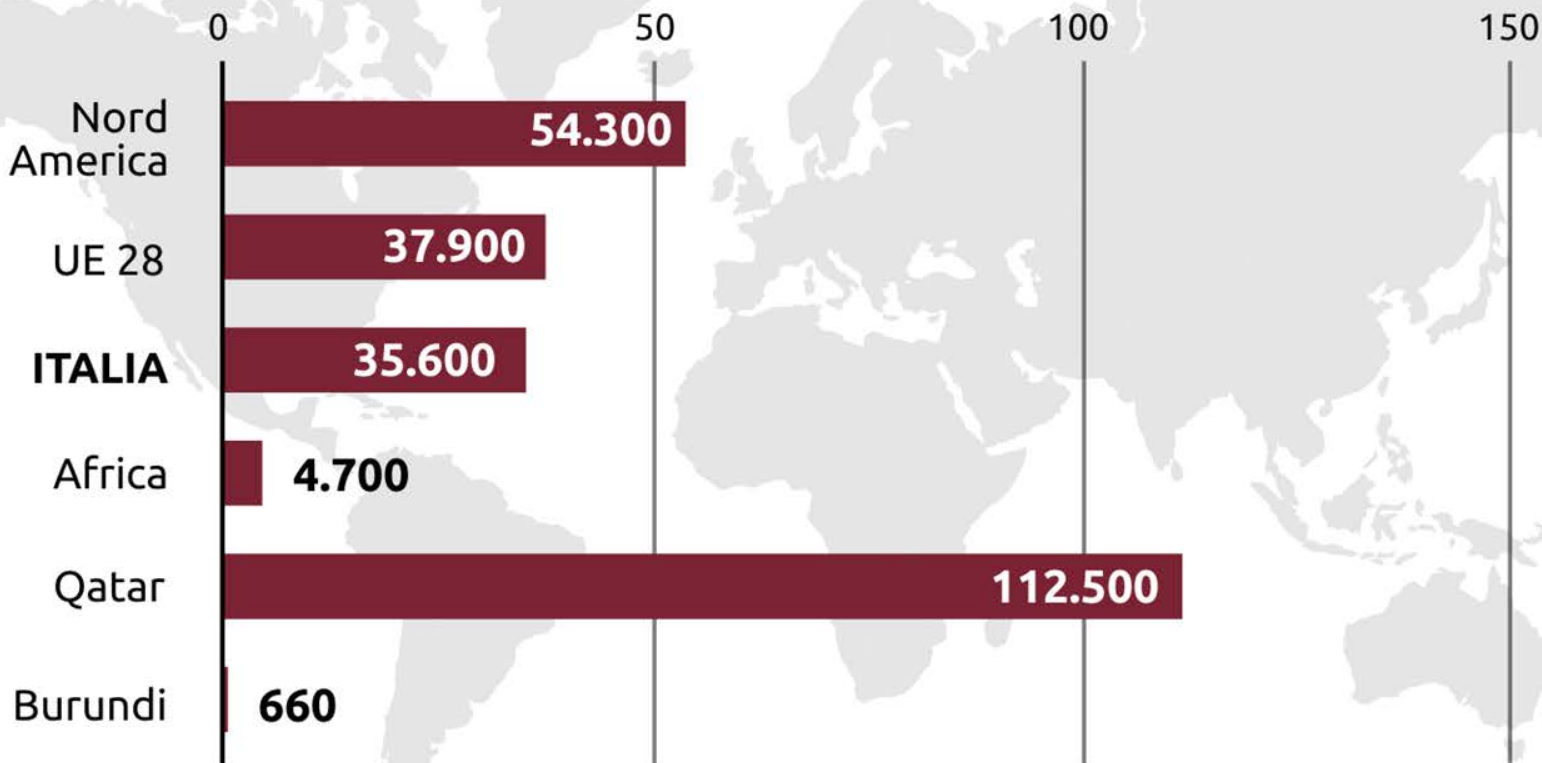 0 50 100 150
Nord
America
54.300
UE 28
37.900
ITALIA
35.600
Africa
4.700
Qatar
112.500
Burundi
660